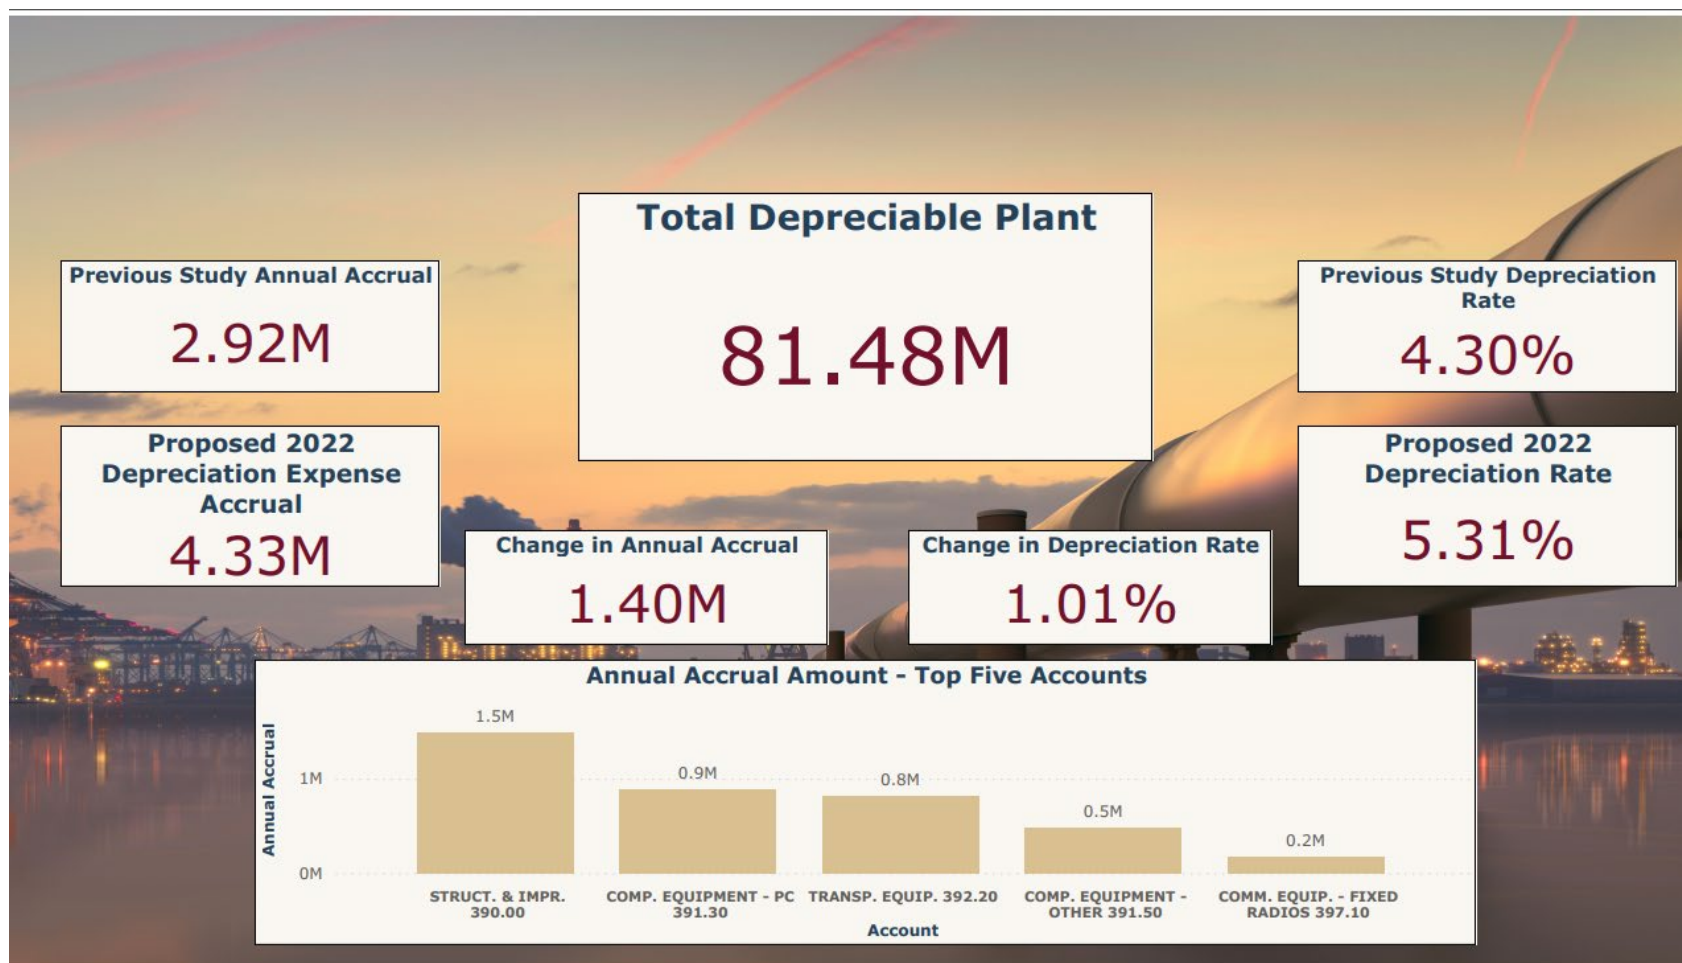 Total Depreciable Plant
81.48M
Previous Study Annual Accrual
2.92M
Previous Study Depreciation
Rate
4.30%
Proposed 2022
Depreciation Expense
Accrual
4.33M
Proposed 2022
Depreciation Rate
5.31%
Change in Annual Accrual
1.40M
Change in Depreciation Rate
1.01%
Annual Accrual Amount - Top Five Accounts
Annual Accrual
1M
0M
1.5M
0.9M
0.8M
0.5M
0.2M
STRUCT. & IMPR.
390.00
COMP. EQUIPMENT - PC
391.30
TRANSP. EQUIP. 392.20
COMP. EQUIPMENT -
OTHER 391.50
COMM. EQUIP. - FIXED
RADIOS 397.10
Account